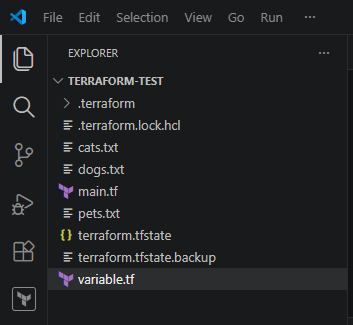 File Edit Selection View Go Run ...
EXPLORER ...
TERRAFORM-TEST
.terraform
.terraform.lock.hcl
cats.txt
dogs.txt
main.tf
pets.txt
{} terraform.tfstate
terraform.tfstate.backup
variable.tf